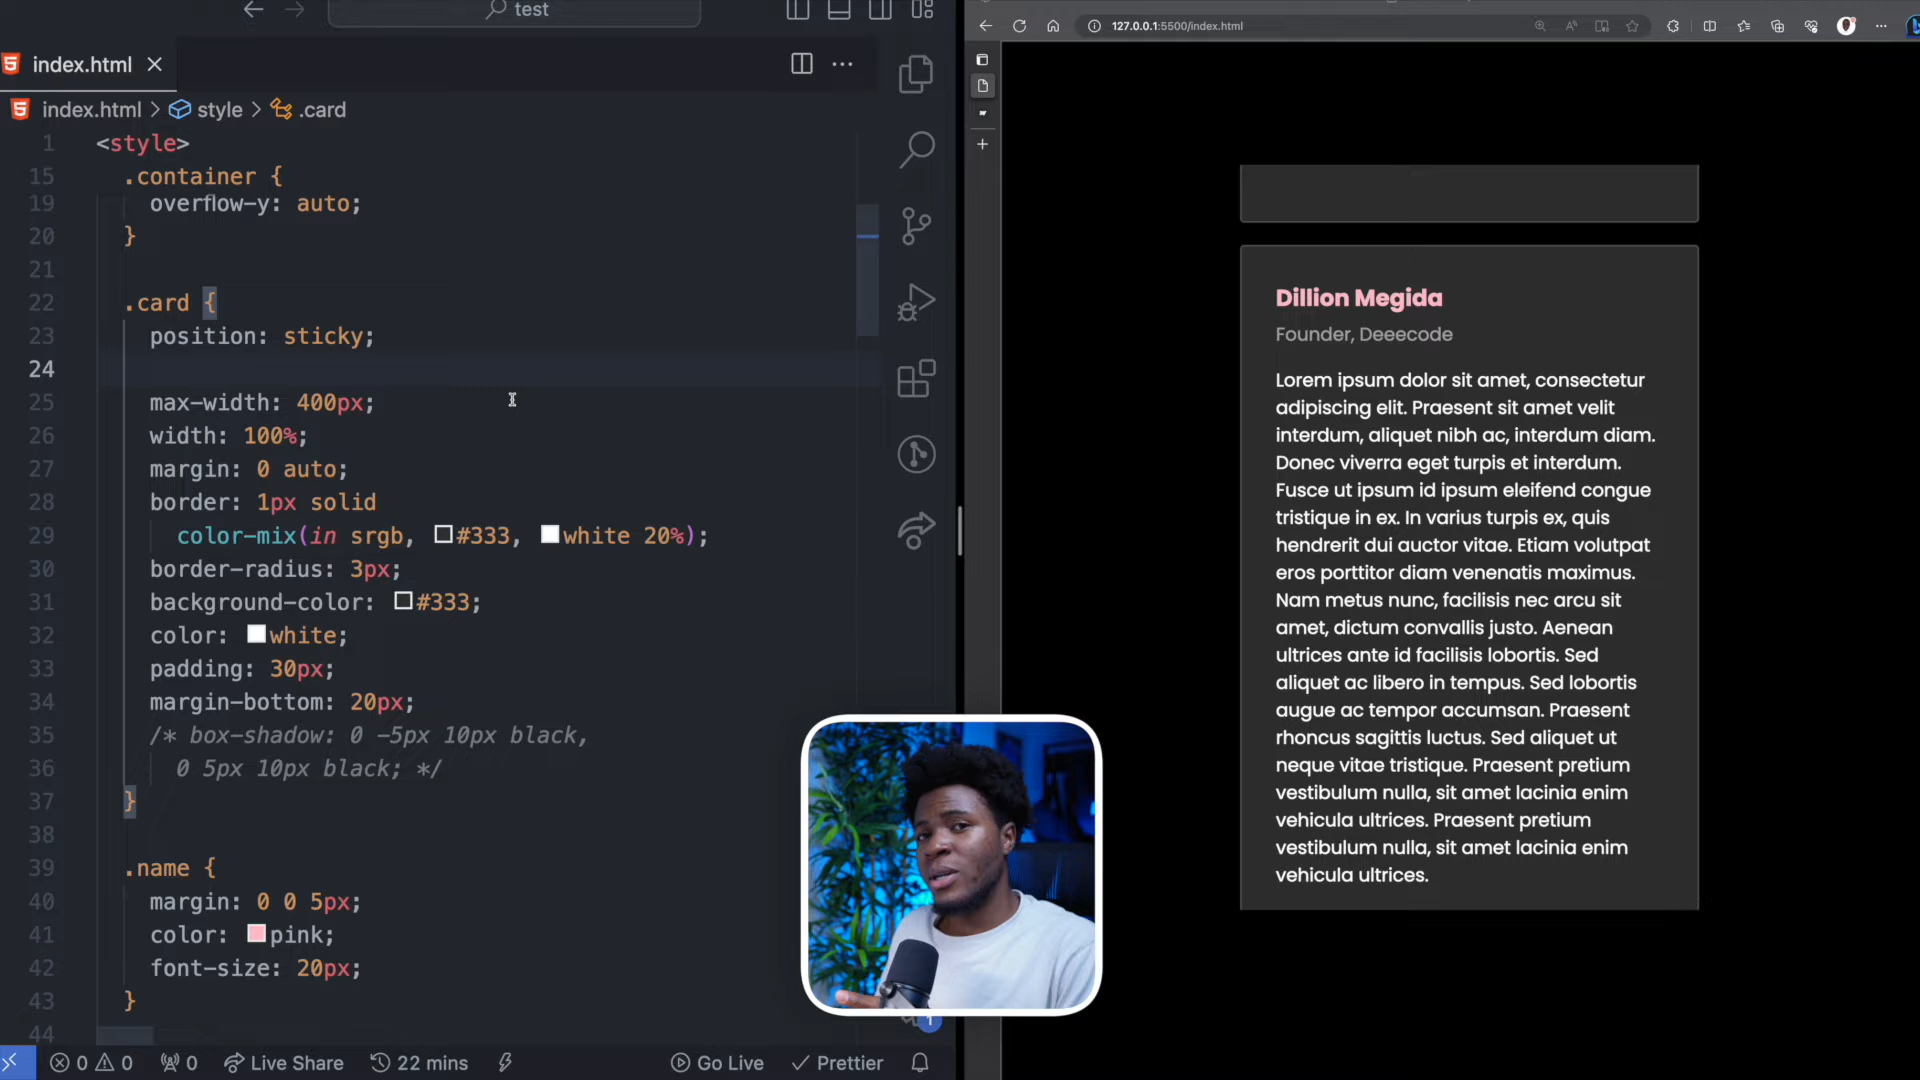 test
index.html
index.html > style > .card
1 <style>
15 .container {
19 overflow-y: auto;
20 }
21
22 .card {
23 position: sticky;
24
25 max-width: 400px;
26 width: 100%;
27 margin: 0 auto;
28 border: 1px solid
29 color-mix(in srgb, #333, white 20%);
30 border-radius: 3px;
31 background-color: #333;
32 color: white;
33 padding: 30px;
34 margin-bottom: 20px;
35 /* box-shadow: 0 -5px 10px black,
36 0 5px 10px black; */
37 }
38
39 .name {
40 margin: 0 0 5px;
41 color: pink;
42 font-size: 20px;
43 }
44
0 0 0 Live Share 22 mins Go Live Prettier
1
127.0.0.1:5500/index.html
Dillion Megida
Founder, Deeecode
Lorem ipsum dolor sit amet, consectetur
adipiscing elit. Praesent sit amet velit
interdum, aliquet nibh ac, interdum diam.
Donec viverra eget turpis et interdum.
Fusce ut ipsum id ipsum eleifend congue
tristique in ex. In varius turpis ex, quis
hendrerit dui auctor vitae. Etiam volutpat
eros porttitor diam venenatis maximus.
Nam metus nunc, facilisis nec arcu sit
amet, dictum convallis justo. Aenean
ultrices ante id facilisis lobortis. Sed
aliquet ac libero in tempus. Sed lobortis
augue ac tempor accumsan. Praesent
rhoncus sagittis luctus. Sed aliquet ut
neque vitae tristique. Praesent pretium
vestibulum nulla, sit amet lacinia enim
vehicula ultrices. Praesent pretium
vestibulum nulla, sit amet lacinia enim
vehicula ultrices.